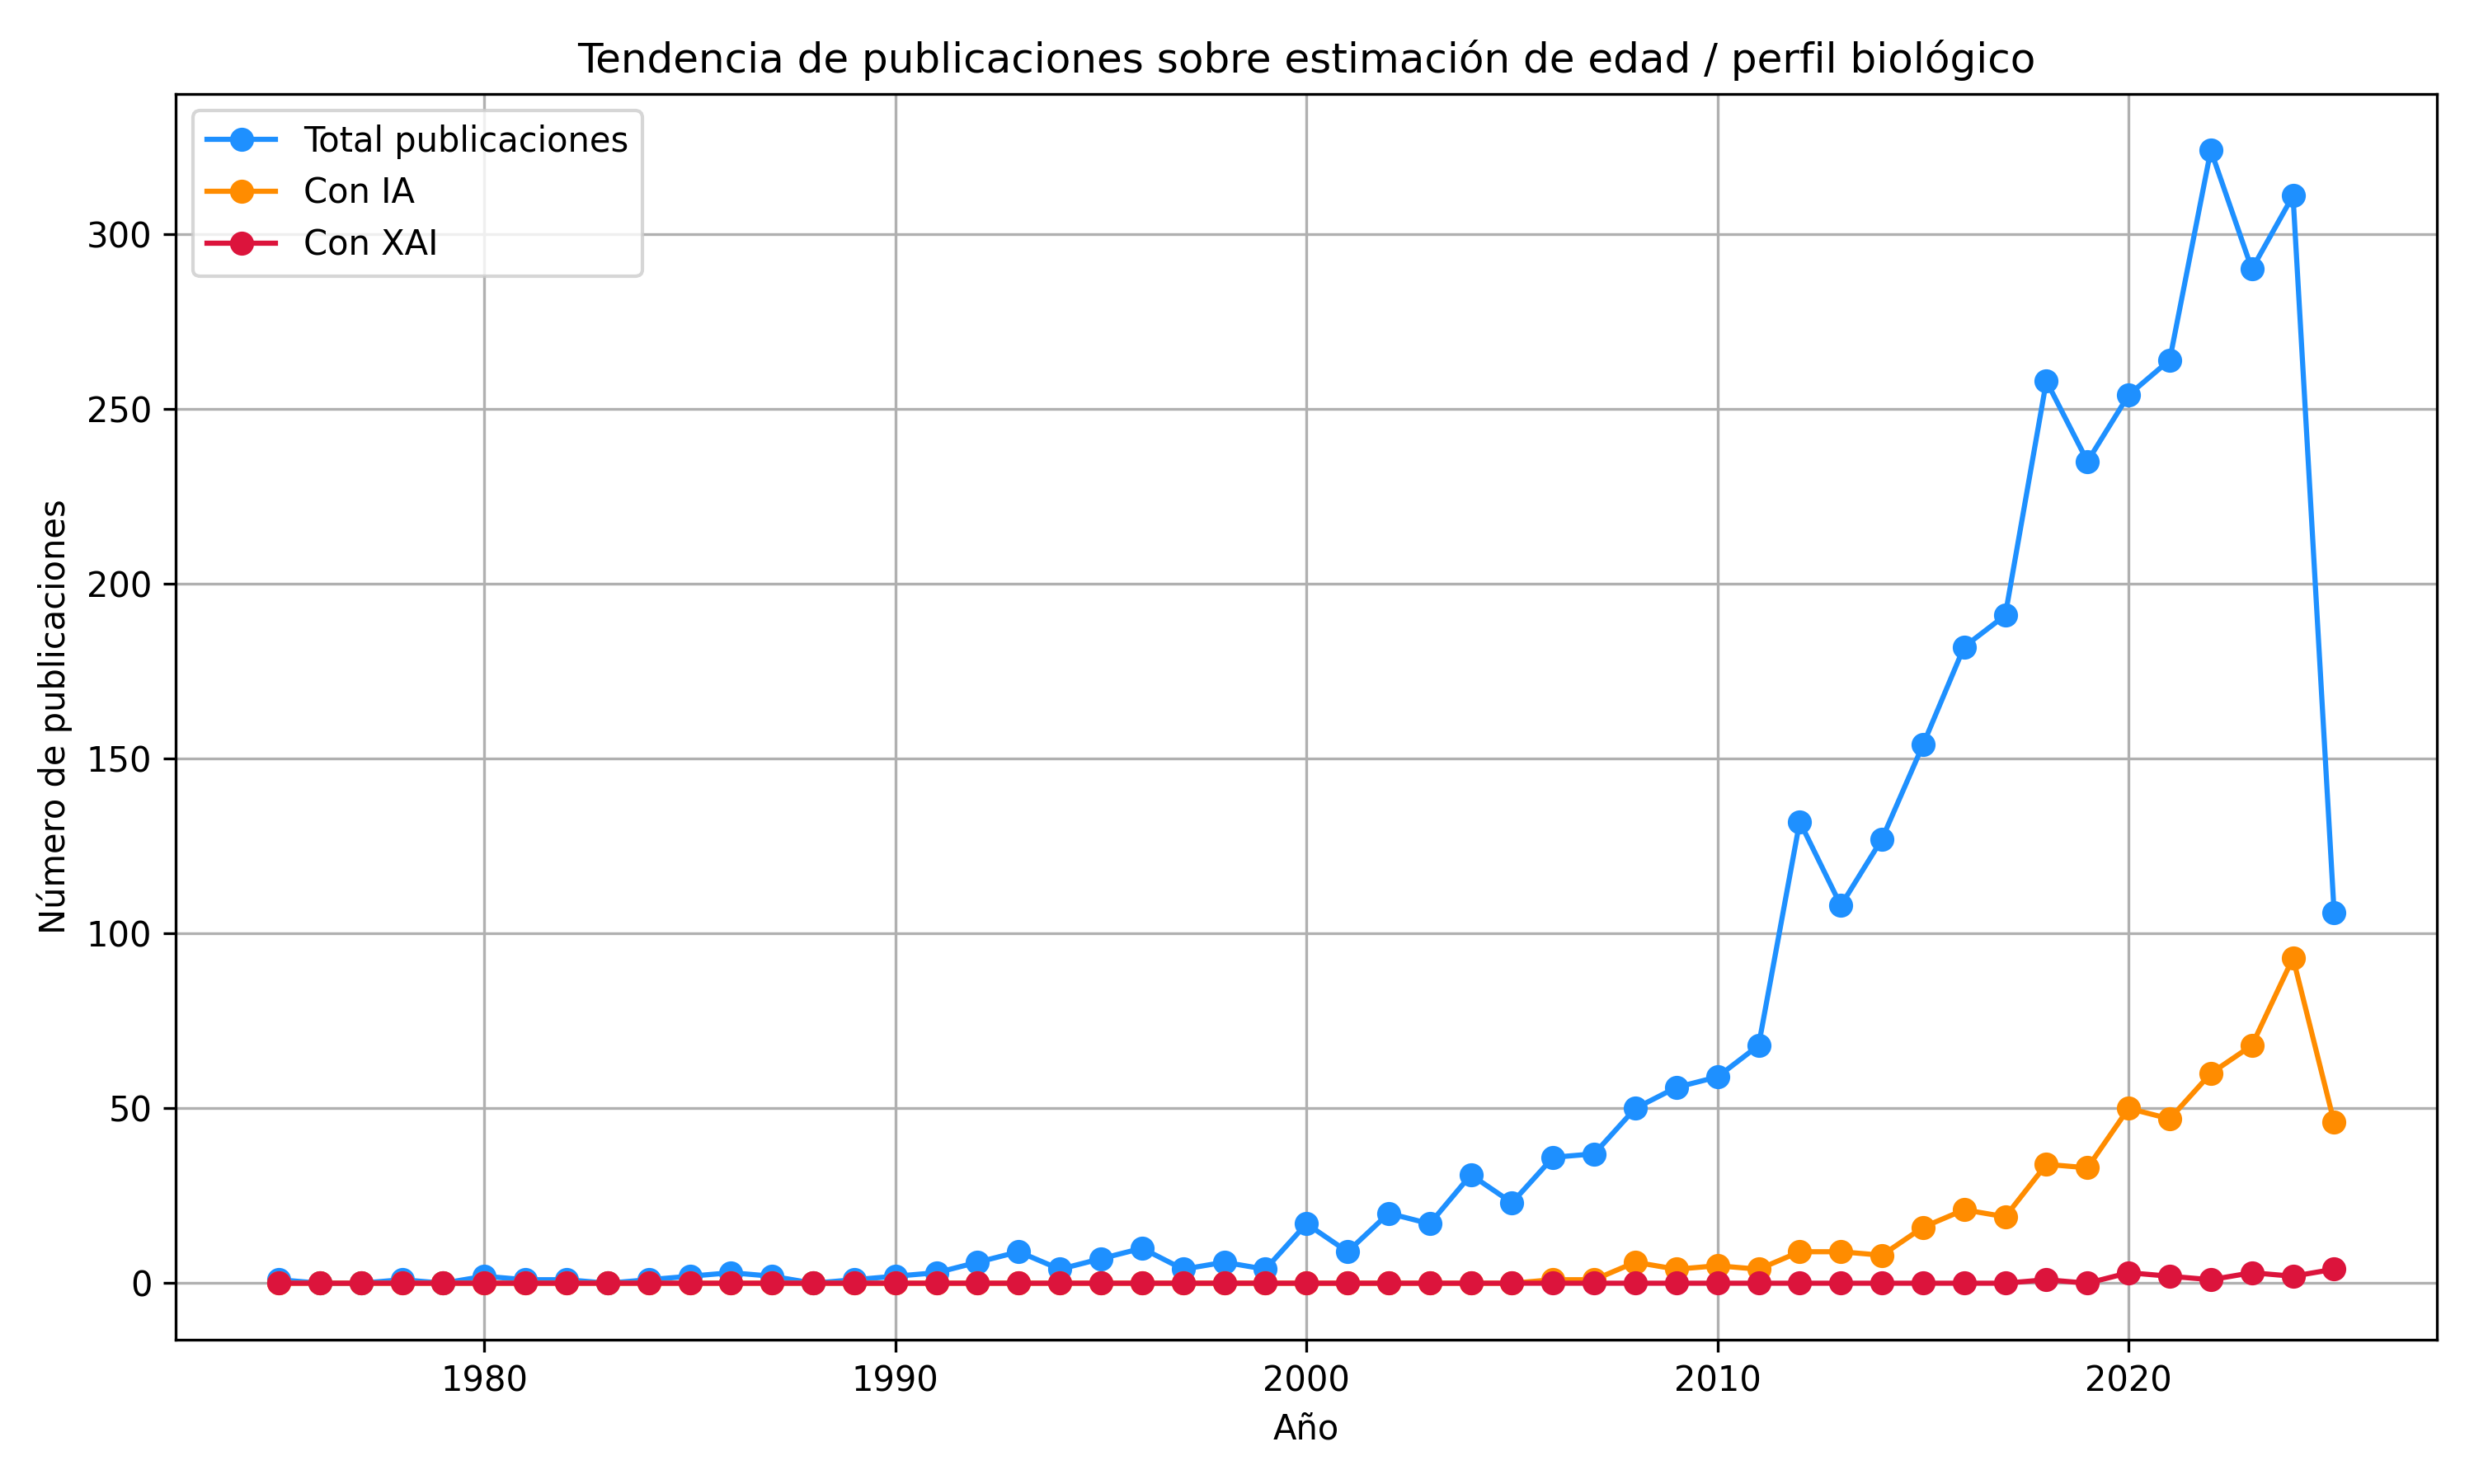 Tendencia de publicaciones sobre estimación de edad / perfil biológico
Total publicaciones
Con IA
Con XAI
Número de publicaciones
300
250
200
150
100
50
0
1980
1990
2000
2010
2020
Año